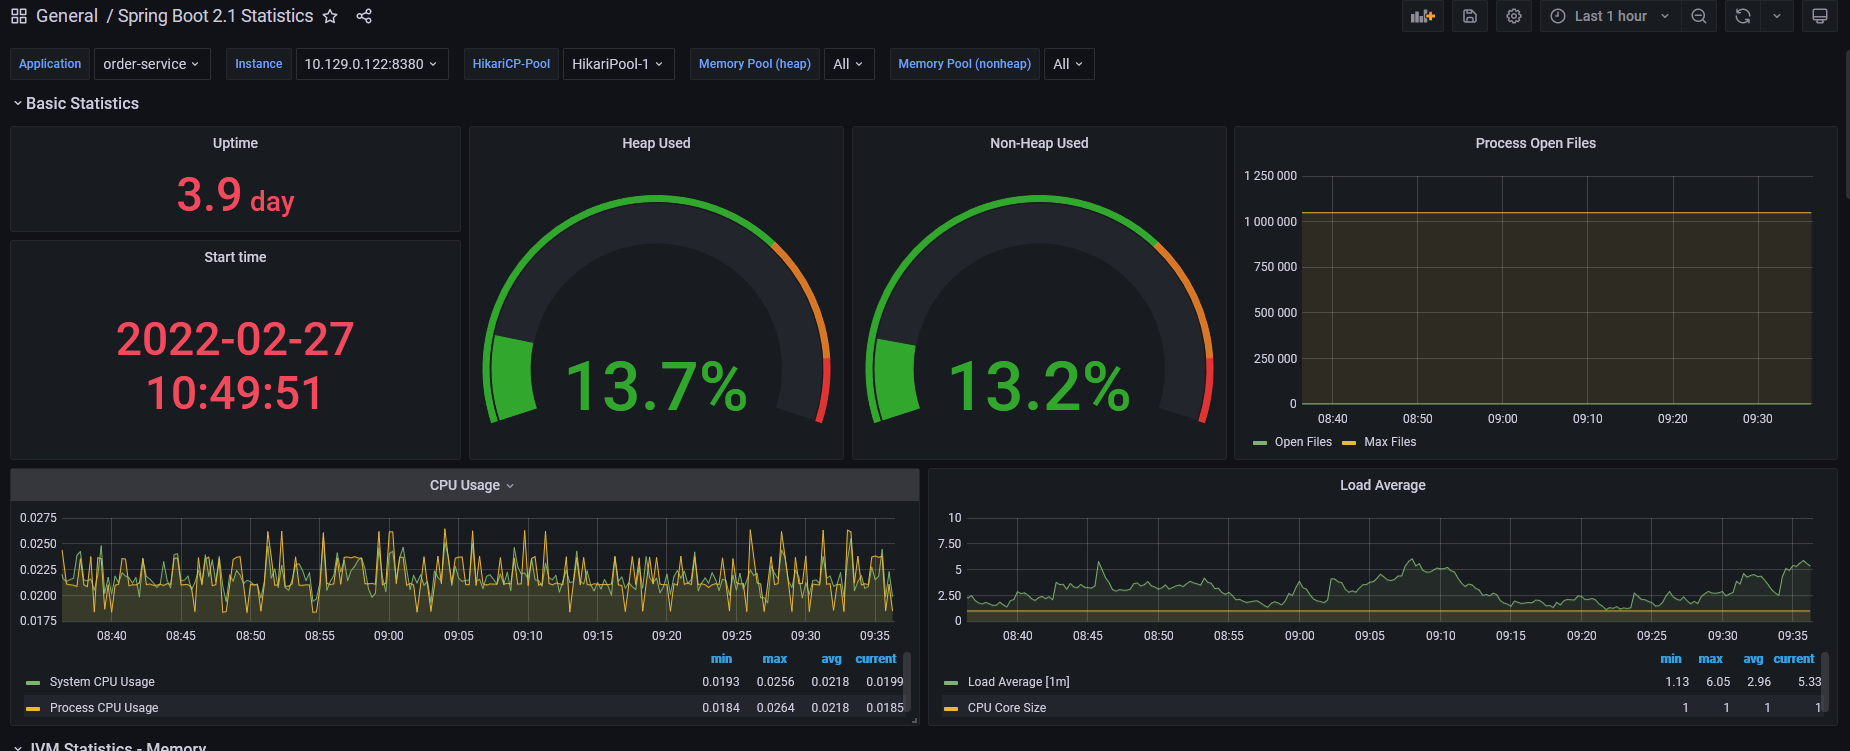 General / Spring Boot 2.1 Statistics
Last 1 hour
Application order-service Instance 10.129.0.122:8380 HikariCP-Pool HikariPool-1 Memory Pool (heap) All Memory Pool (nonheap) All
Basic Statistics
Uptime
3.9 day
Start time
2022-02-27
10:49:51
Heap Used
13.7%
Non-Heap Used
13.2%
Process Open Files
1 250 000
1 000 000
750 000
500 000
250 000
0
08:40 08:50 09:00 09:10 09:20 09:30
Open Files Max Files
CPU Usage
0.0275
0.0250
0.0225
0.0200
0.0175
08:40 08:45 08:50 08:55 09:00 09:05 09:10 09:15 09:20 09:25 09:30 09:35
min max avg current
System CPU Usage 0.0193 0.0256 0.0218 0.0199
Process CPU Usage 0.0184 0.0264 0.0218 0.0185
Load Average
10
7.50
5
2.50
0
08:40 08:45 08:50 08:55 09:00 09:05 09:10 09:15 09:20 09:25 09:30 09:35
min max avg current
Load Average [1m] 1.13 6.05 2.96 5.33
CPU Core Size 1 1 1 1
JVM Statistics - Memory